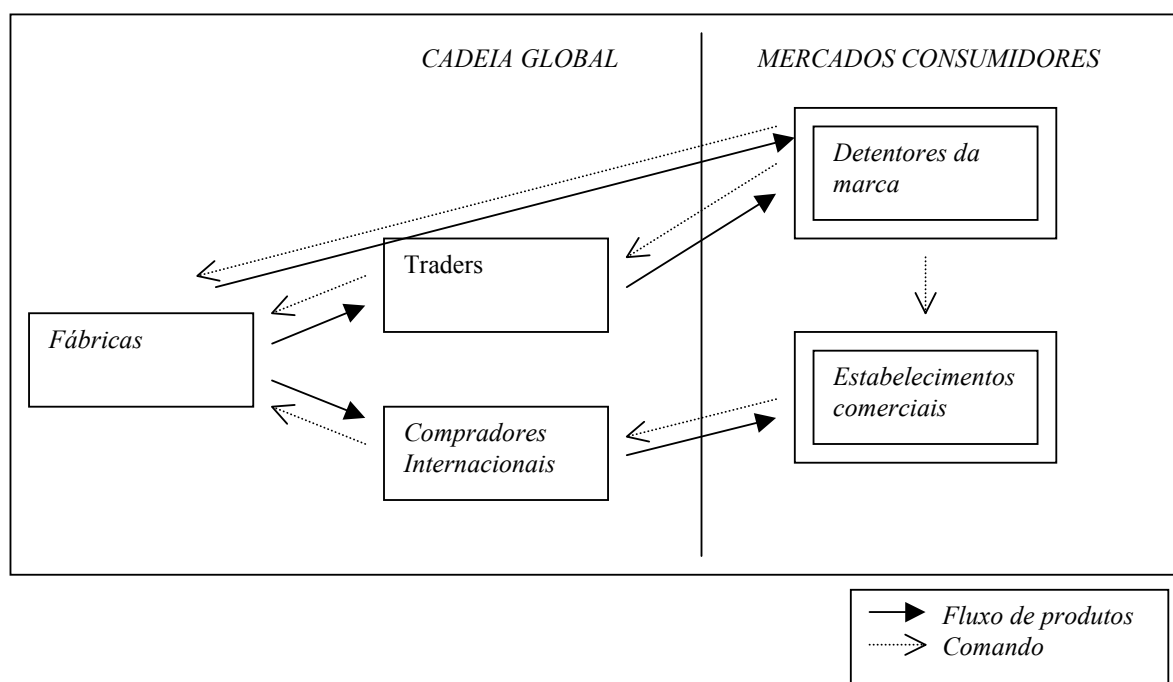 CADEIA GLOBAL
MERCADOS CONSUMIDORES
Detentores da
marca
Traders
Fábricas
Estabelecimentos
comerciais
Compradores
Internacionais
Fluxo de produtos
Comando